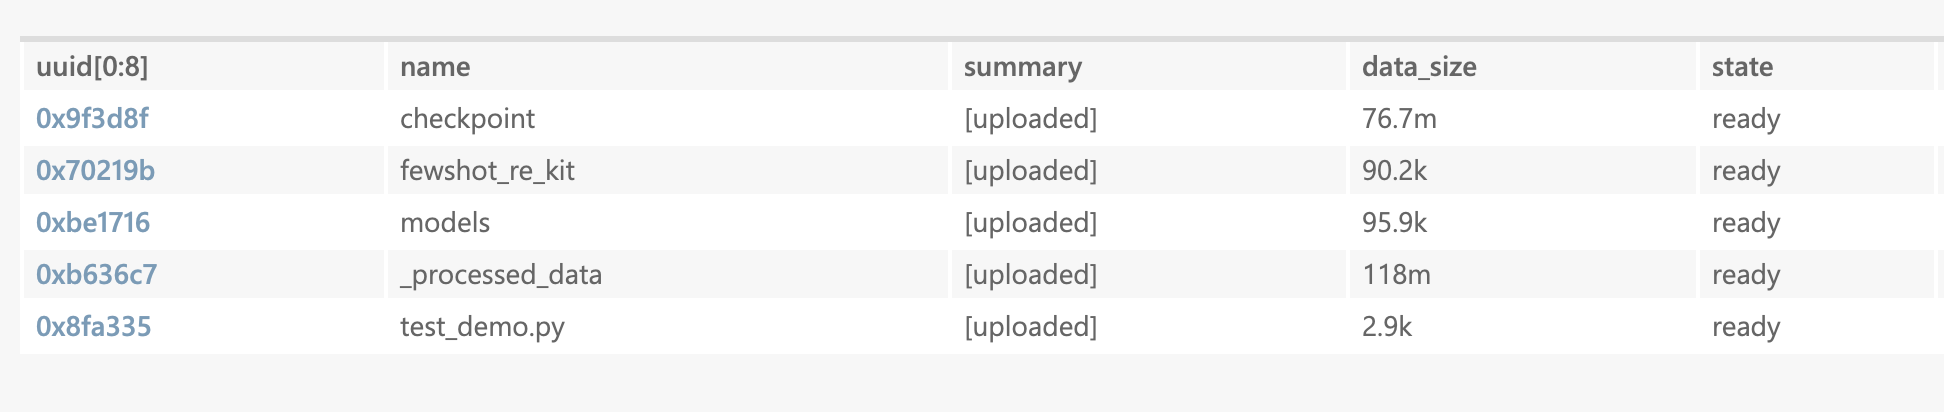 uuid[0:8] name summary data_size state
0x9f3d8f checkpoint [uploaded] 76.7m ready
0x70219b fewshot_re_kit [uploaded] 90.2k ready
0xbe1716 models [uploaded] 95.9k ready
0xb636c7 _processed_data [uploaded] 118m ready
0x8fa335 test_demo.py [uploaded] 2.9k ready